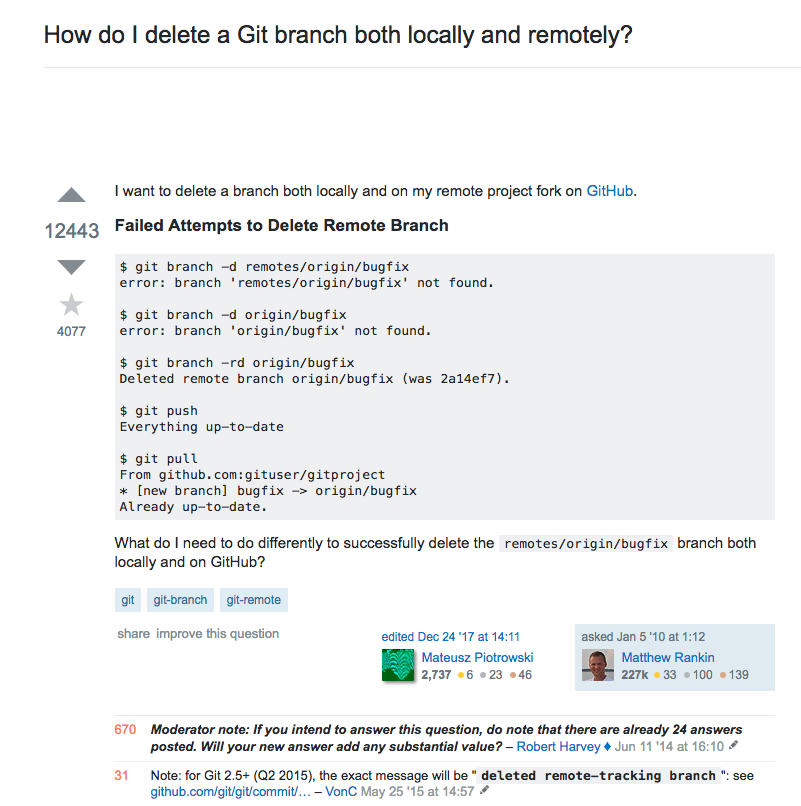 How do I delete a Git branch both locally and remotely?
I want to delete a branch both locally and on my remote project fork on GitHub.
12443
Failed Attempts to Delete Remote Branch
4077
$ git branch -d remotes/origin/bugfix
error: branch 'remotes/origin/bugfix' not found.
$ git branch -d origin/bugfix
error: branch 'origin/bugfix' not found.
$ git branch -rd origin/bugfix
Deleted remote branch origin/bugfix (was 2a14ef7).
$ git push
Everything up-to-date
$ git pull
From github.com:gituser/gitproject
* [new branch] bugfix -> origin/bugfix
Already up-to-date.
What do I need to do differently to successfully delete the remotes/origin/bugfix branch both
locally and on GitHub?
git git-branch git-remote
share improve this question
edited Dec 24 '17 at 14:11
Mateusz Piotrowski
2,737 ●6 ●23 ●46
asked Jan 5 '10 at 1:12
Matthew Rankin
227k ●33 ●100 ●139
670 Moderator note: If you intend to answer this question, do note that there are already 24 answers
posted. Will your new answer add any substantial value? – Robert Harvey ♦ Jun 11 '14 at 16:10
31 Note: for Git 2.5+ (Q2 2015), the exact message will be " deleted remote-tracking branch ": see
github.com/git/git/commit/… – VonC May 25 '15 at 14:57